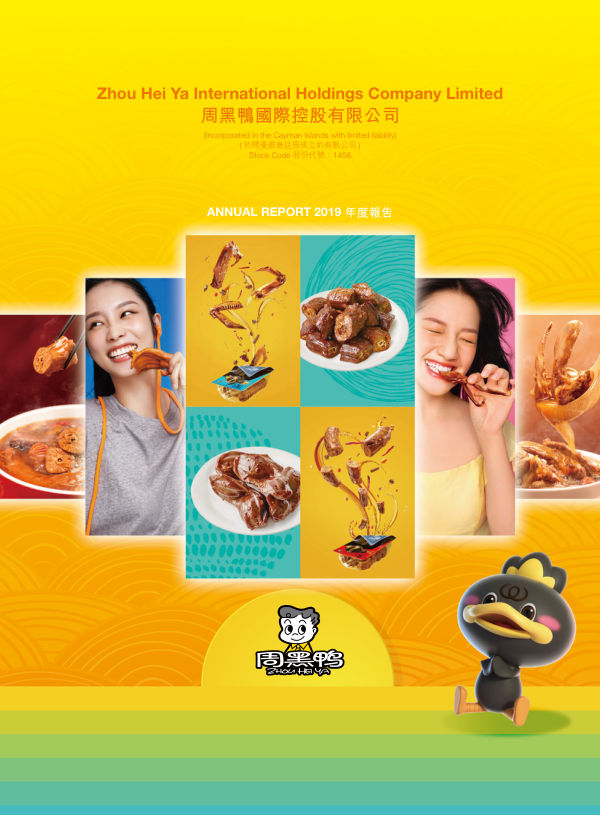 Zhou Hei Ya International Holdings Company Limited
周黑鴨國際控股有限公司
(Incorporated in the Cayman Islands with limited liability)
(於開曼群島註冊成立的有限公司)
Stock Code 股份代號：1458
ANNUAL REPORT 2019 年度報告
周黑鸭
ZHOU HEI YA